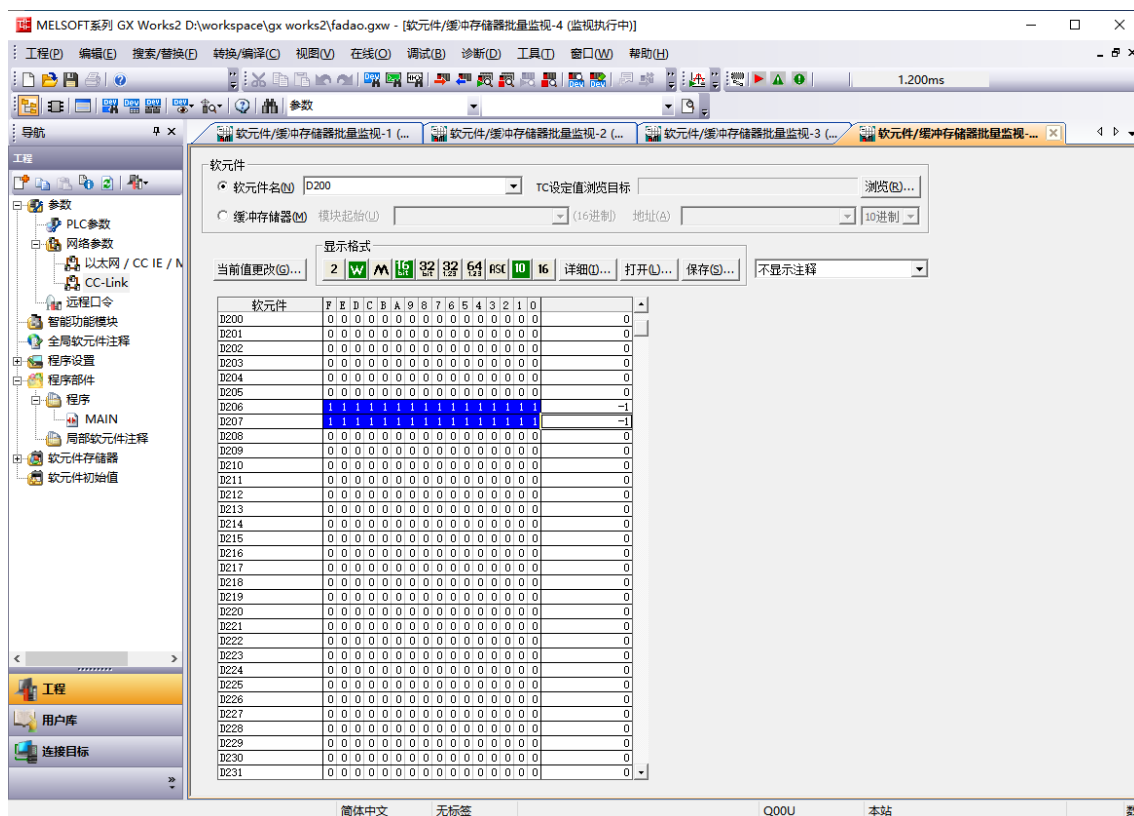 MELSOFT系列 GX Works2 D:\workspace\gx works2\fadao.gxw - [软元件/缓冲存储器批量监视-4 (监视执行中)]
工程(P) 编辑(E) 搜索/替换(F) 转换/编译(C) 视图(V) 在线(O) 调试(B) 诊断(D) 工具(T) 窗口(W) 帮助(H)
1.200ms
参数
导航
软元件/缓冲存储器批量监视-1 (... 软元件/缓冲存储器批量监视-2 (... 软元件/缓冲存储器批量监视-3 (... 软元件/缓冲存储器批量监视-...
工程
参数
PLC参数
网络参数
以太网 / CC IE / N
CC-Link
远程口令
智能功能模块
全局软元件注释
程序设置
程序部件
程序
MAIN
局部软元件注释
软元件存储器
软元件初始值
工程
用户库
连接目标
软元件
软元件名(N) D200 TC设定值浏览目标 浏览(R)...
缓冲存储器(M) 模块起始(U) (16进制) 地址(A) 10进制
显示格式
当前值更改(G)... 2 W M 16 bit 32 bit 32 64 ASC 10 16 详细(I)... 打开(L)... 保存(S)... 不显示注释
软元件 F E D C B A 9 8 7 6 5 4 3 2 1 0
D200 0 0 0 0 0 0 0 0 0 0 0 0 0 0 0 0 0
D201 0 0 0 0 0 0 0 0 0 0 0 0 0 0 0 0 0
D202 0 0 0 0 0 0 0 0 0 0 0 0 0 0 0 0 0
D203 0 0 0 0 0 0 0 0 0 0 0 0 0 0 0 0 0
D204 0 0 0 0 0 0 0 0 0 0 0 0 0 0 0 0 0
D205 0 0 0 0 0 0 0 0 0 0 0 0 0 0 0 0 0
D206 1 1 1 1 1 1 1 1 1 1 1 1 1 1 1 1 -1
D207 1 1 1 1 1 1 1 1 1 1 1 1 1 1 1 1 -1
D208 0 0 0 0 0 0 0 0 0 0 0 0 0 0 0 0 0
D209 0 0 0 0 0 0 0 0 0 0 0 0 0 0 0 0 0
D210 0 0 0 0 0 0 0 0 0 0 0 0 0 0 0 0 0
D211 0 0 0 0 0 0 0 0 0 0 0 0 0 0 0 0 0
D212 0 0 0 0 0 0 0 0 0 0 0 0 0 0 0 0 0
D213 0 0 0 0 0 0 0 0 0 0 0 0 0 0 0 0 0
D214 0 0 0 0 0 0 0 0 0 0 0 0 0 0 0 0 0
D215 0 0 0 0 0 0 0 0 0 0 0 0 0 0 0 0 0
D216 0 0 0 0 0 0 0 0 0 0 0 0 0 0 0 0 0
D217 0 0 0 0 0 0 0 0 0 0 0 0 0 0 0 0 0
D218 0 0 0 0 0 0 0 0 0 0 0 0 0 0 0 0 0
D219 0 0 0 0 0 0 0 0 0 0 0 0 0 0 0 0 0
D220 0 0 0 0 0 0 0 0 0 0 0 0 0 0 0 0 0
D221 0 0 0 0 0 0 0 0 0 0 0 0 0 0 0 0 0
D222 0 0 0 0 0 0 0 0 0 0 0 0 0 0 0 0 0
D223 0 0 0 0 0 0 0 0 0 0 0 0 0 0 0 0 0
D224 0 0 0 0 0 0 0 0 0 0 0 0 0 0 0 0 0
D225 0 0 0 0 0 0 0 0 0 0 0 0 0 0 0 0 0
D226 0 0 0 0 0 0 0 0 0 0 0 0 0 0 0 0 0
D227 0 0 0 0 0 0 0 0 0 0 0 0 0 0 0 0 0
D228 0 0 0 0 0 0 0 0 0 0 0 0 0 0 0 0 0
D229 0 0 0 0 0 0 0 0 0 0 0 0 0 0 0 0 0
D230 0 0 0 0 0 0 0 0 0 0 0 0 0 0 0 0 0
D231 0 0 0 0 0 0 0 0 0 0 0 0 0 0 0 0 0
简体中文 无标签 Q00U 本站